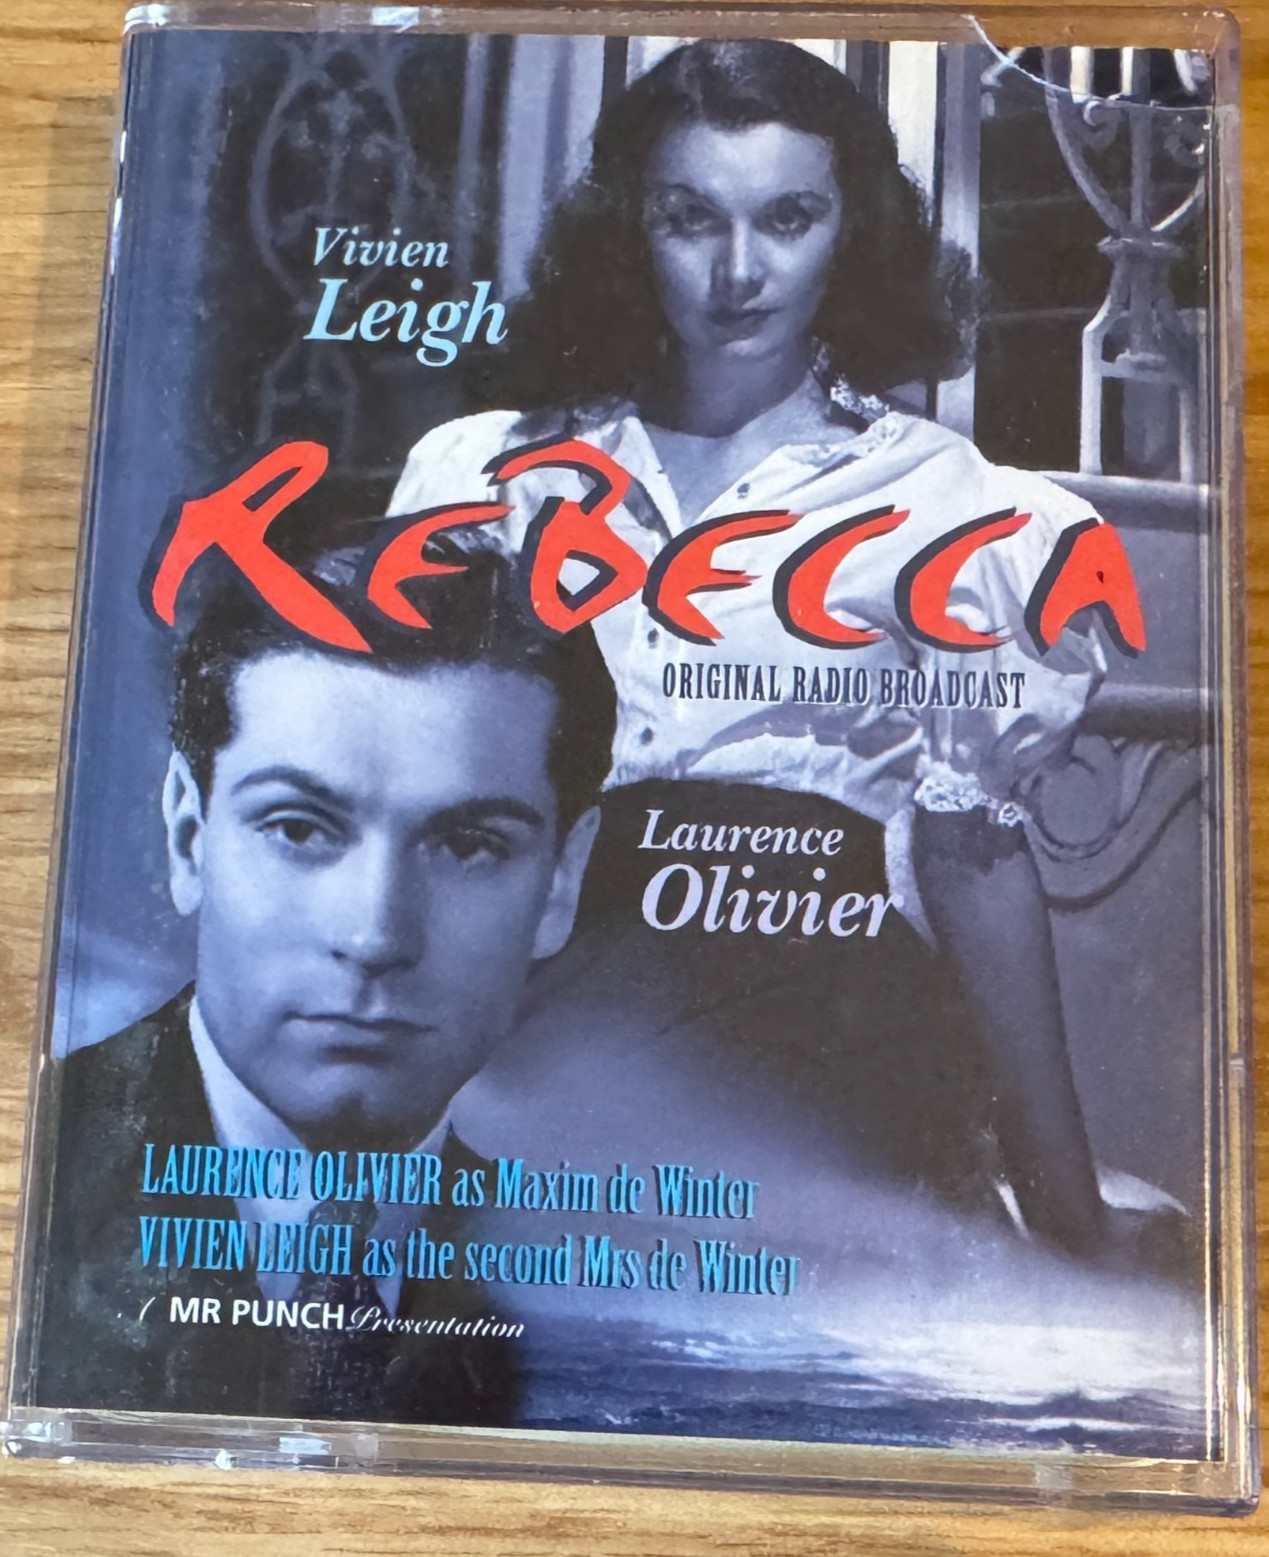 Vivien
Leigh
REBECCA
ORIGINAL RADIO BROADCAST
Laurence
Olivier
LAURENCE OLIVIER as Maxim de Winter
VIVIEN LEIGH as the second Mrs de Winter
MR PUNCH Presentation